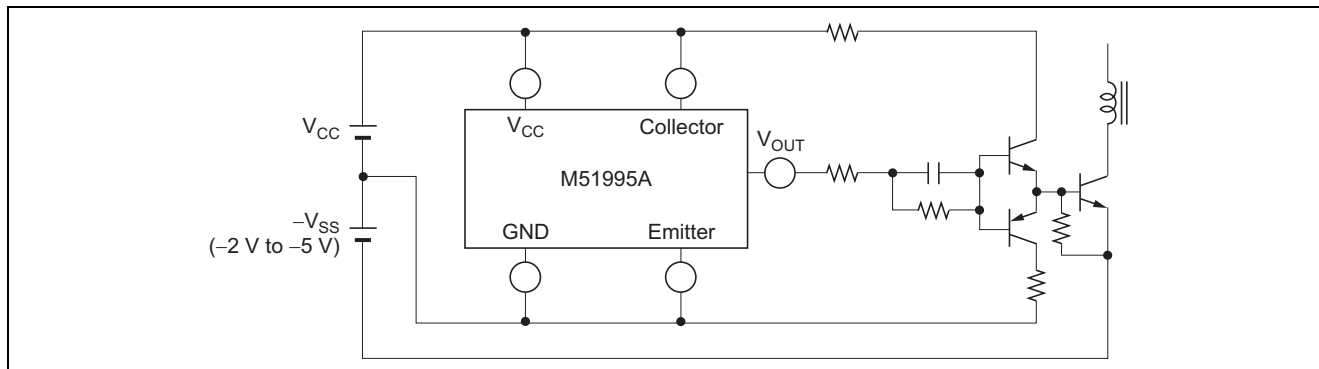 V_CC
Collector
V_CC
V_OUT
M51995A
−V_SS
(−2 V to −5 V)
GND
Emitter